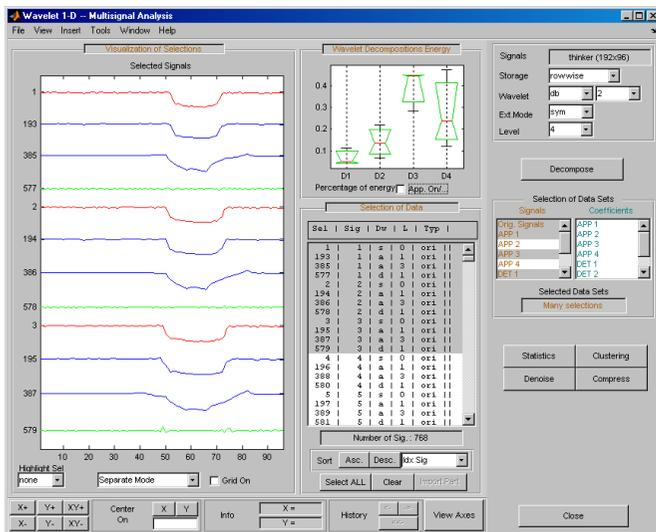 Wavelet 1-D -- Multisignal Analysis
File View Insert Tools Window Help
Visualization of Selections
Selected Signals
1
193
385
577
2
194
386
578
3
195
387
579
10 20 30 40 50 60 70 80 90
Highlight Sel
none
Separate Mode
Grid On
Wavelet Decompositions Energy
0.4
0.3
0.2
0.1
D1 D2 D3 D4
Percentage of energy
App. On/...
Selection of Data
Sel | Sig | Dw | L | Typ ||
1 | 1 | s | 0 | ori ||
193 | 1 | a | 1 | ori ||
385 | 1 | a | 3 | ori ||
577 | 1 | d | 1 | ori ||
2 | 2 | s | 0 | ori ||
194 | 2 | a | 1 | ori ||
386 | 2 | a | 3 | ori ||
578 | 2 | d | 1 | ori ||
3 | 3 | s | 0 | ori ||
195 | 3 | a | 1 | ori ||
387 | 3 | a | 3 | ori ||
579 | 3 | d | 1 | ori ||
4 | 4 | s | 0 | ori ||
196 | 4 | a | 1 | ori ||
388 | 4 | a | 3 | ori ||
580 | 4 | d | 1 | ori ||
5 | 5 | s | 0 | ori ||
197 | 5 | a | 1 | ori ||
389 | 5 | a | 3 | ori ||
581 | 5 | d | 1 | ori ||
Number of Sig.: 768
Sort Asc. Desc. Idx Sig
Select ALL Clear Import Part.
Signals thinker (192x96)
Storage rowwise
Wavelet db 2
Ext.Mode sym
Level 4
Decompose
Selection of Data Sets
Signals Coefficients
Orig. Signals APP 1
APP 1 APP 2
APP 2 APP 3
APP 3 APP 4
APP 4 DET 1
DET 1 DET 2
Selected Data Sets
Many selections
Statistics Clustering
Denoise Compress
X+ Y+ XY+
X- Y- XY-
Center On
X Y
Info
X =
Y =
History
<- ->
<<-
View Axes
Close